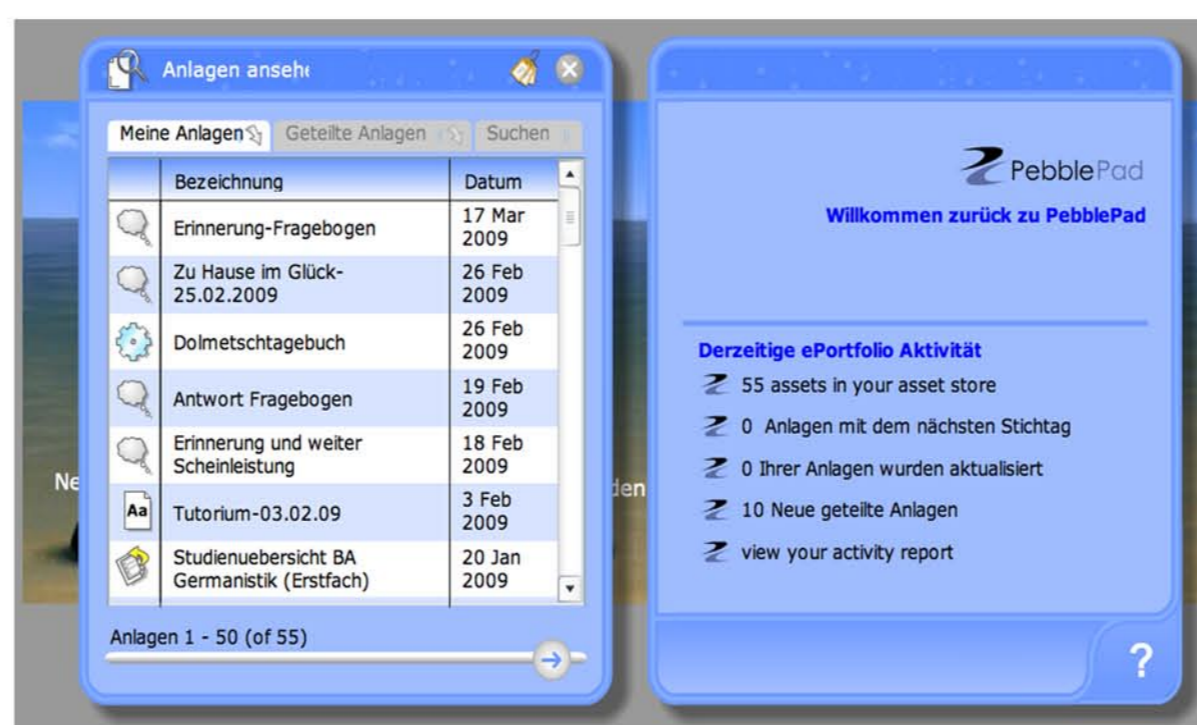 Anlagen ansehe
Meine Anlagen
Geteilte Anlagen
Suchen
Bezeichnung
Datum
Erinnerung-Fragebogen
17 Mar
2009
Zu Hause im Glück-
25.02.2009
26 Feb
2009
Dolmetschtagebuch
26 Feb
2009
Antwort Fragebogen
19 Feb
2009
Erinnerung und weiter
Scheinleistung
18 Feb
2009
Aa
Tutorium-03.02.09
3 Feb
2009
Studienuebersicht BA
Germanistik (Erstfach)
20 Jan
2009
Anlagen 1 - 50 (of 55)
Ne
den
PebblePad
Willkommen zurück zu PebblePad
Derzeitige ePortfolio Aktivität
55 assets in your asset store
0 Anlagen mit dem nächsten Stichtag
0 Ihrer Anlagen wurden aktualisiert
10 Neue geteilte Anlagen
view your activity report
?